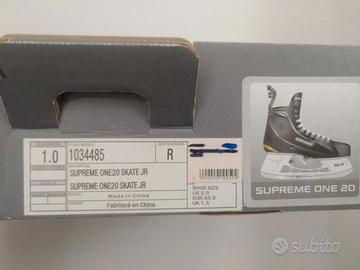 1.0
1034485
R
SUPREME ONE20 SKATE JR
SUPREME ONE20 SKATE JR
Made in China
Fabriqué en China
SHOE SIZE
US 2.0
EUR 33.5
UK 1.5
SUPREME ONE 20
subito